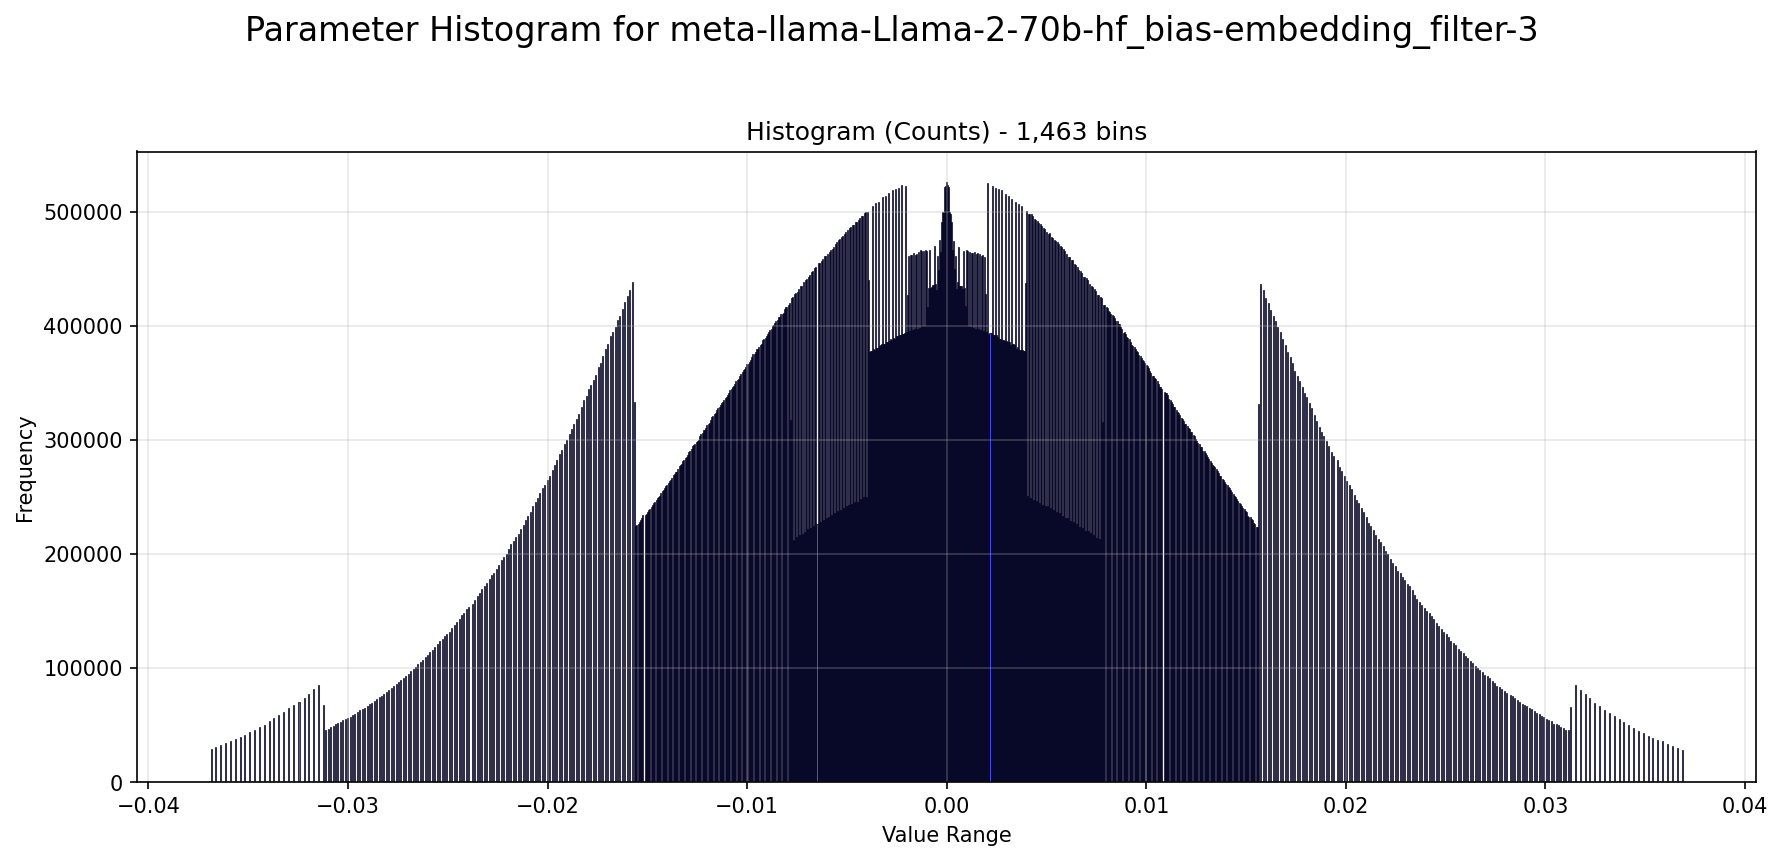 Parameter Histogram for meta-llama-Llama-2-70b-hf_bias-embedding_filter-3
Histogram (Counts) - 1,463 bins
Frequency
500000
400000
300000
200000
100000
0
−0.04 −0.03 −0.02 −0.01 0.00 0.01 0.02 0.03 0.04
Value Range